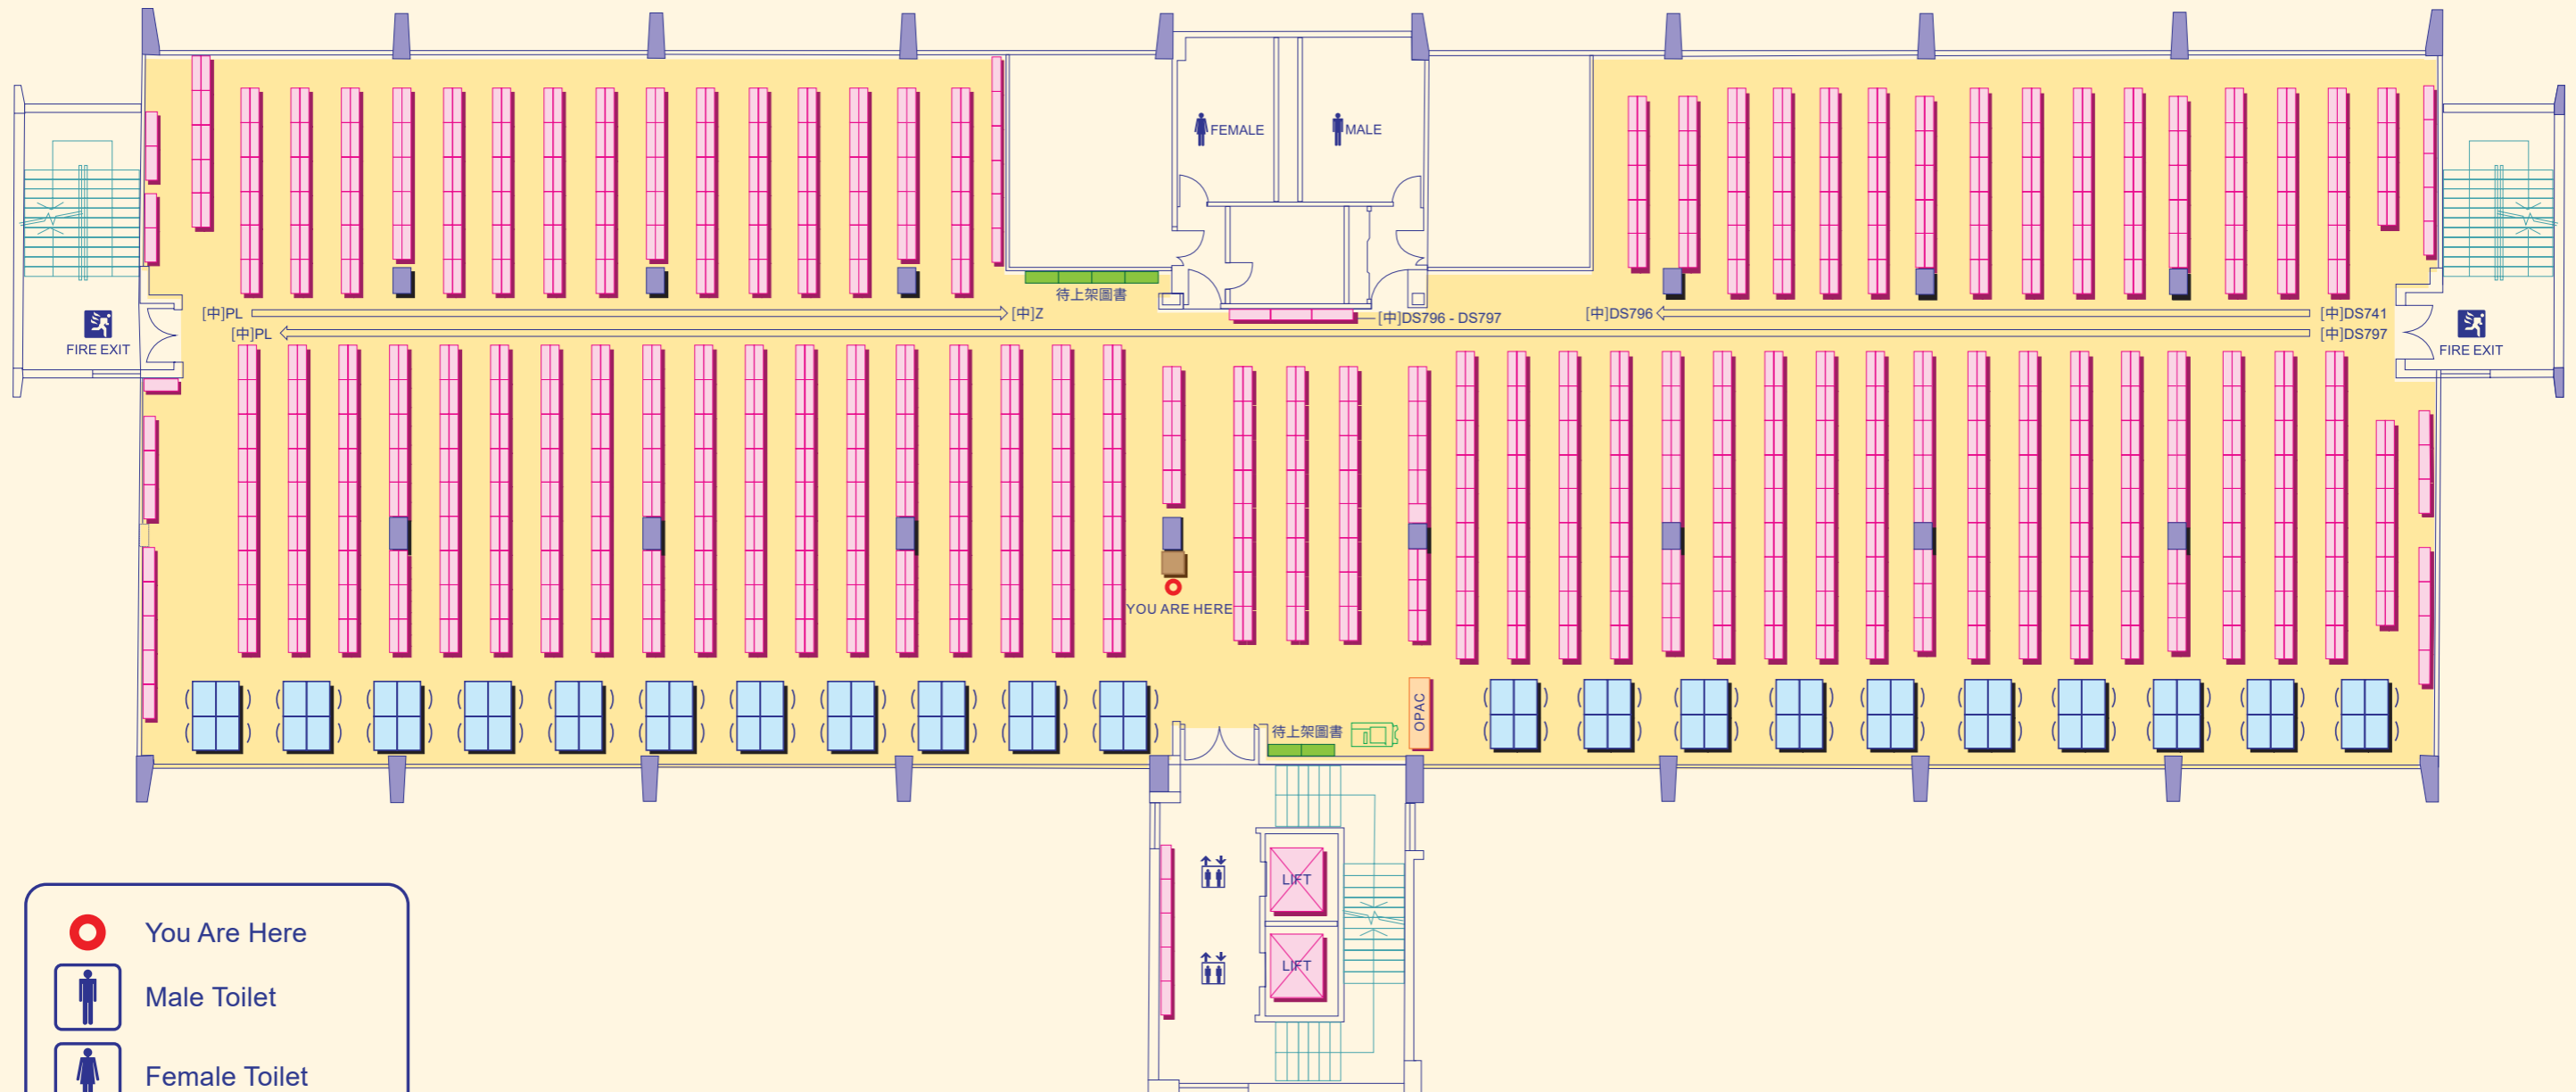 FEMALE
MALE
待上架圖書
[中]PL
[中]Z
[中]DS796 - DS797
[中]DS796
[中]DS741
[中]PL
[中]DS797
FIRE EXIT
FIRE EXIT
YOU ARE HERE
待上架圖書
OPAC
LIFT
LIFT
You Are Here
Male Toilet
Female Toilet